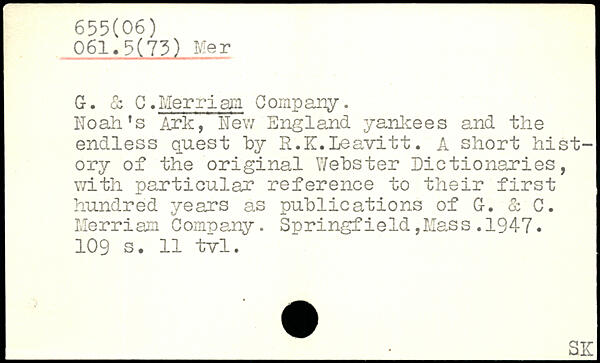 655(06)
061.5(73) Mer
G. & C.Merriam Company.
Noah's Ark, New England yankees and the
endless quest by R.K.Leavitt. A short hist-
ory of the original Webster Dictionaries,
with particular reference to their first
hundred years as publications of G. & C.
Merriam Company. Springfield,Mass.1947.
109 s. 11 tvl.
SK